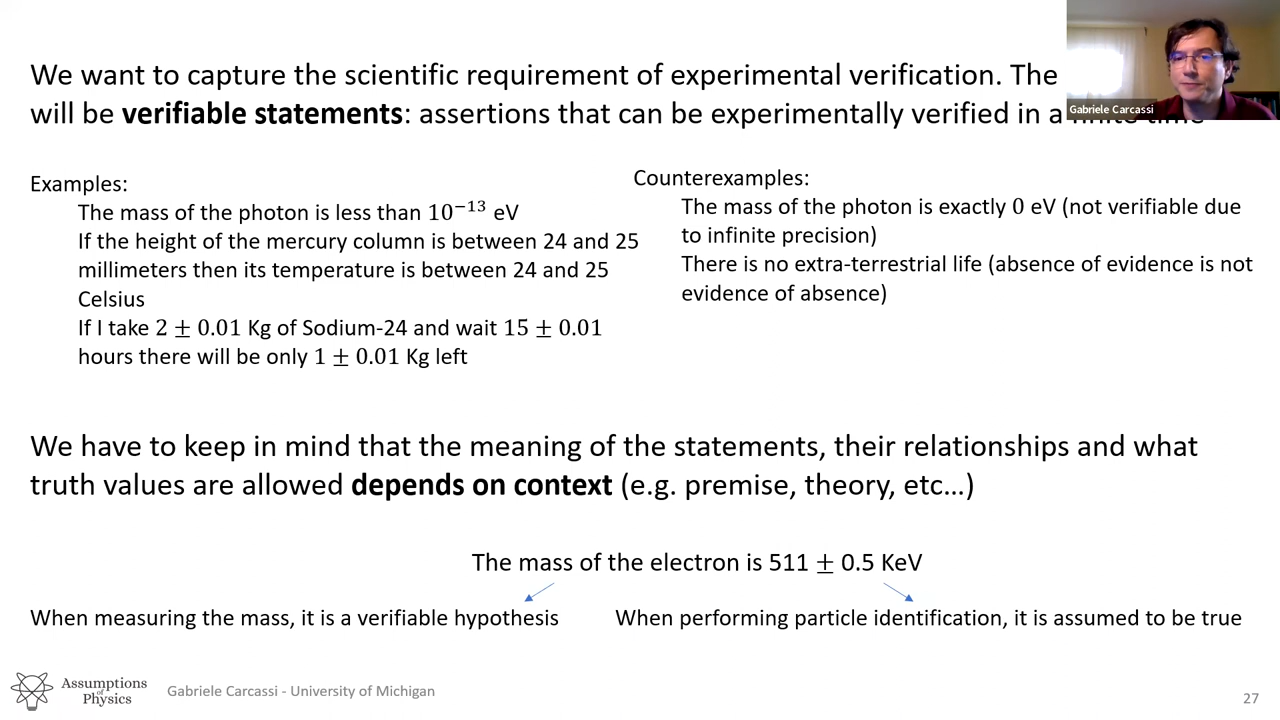 We want to capture the scientific requirement of experimental verification. The
will be verifiable statements: assertions that can be experimentally verified in a finite time
Gabriele Carcassi
Examples:
The mass of the photon is less than 10⁻¹³ eV
If the height of the mercury column is between 24 and 25
millimeters then its temperature is between 24 and 25
Celsius
If I take 2 ± 0.01 Kg of Sodium-24 and wait 15 ± 0.01
hours there will be only 1 ± 0.01 Kg left
Counterexamples:
The mass of the photon is exactly 0 eV (not verifiable due
to infinite precision)
There is no extra-terrestrial life (absence of evidence is not
evidence of absence)
We have to keep in mind that the meaning of the statements, their relationships and what
truth values are allowed depends on context (e.g. premise, theory, etc...)
The mass of the electron is 511 ± 0.5 KeV
When measuring the mass, it is a verifiable hypothesis
When performing particle identification, it is assumed to be true
Assumptions
of
Physics
Gabriele Carcassi - University of Michigan
27